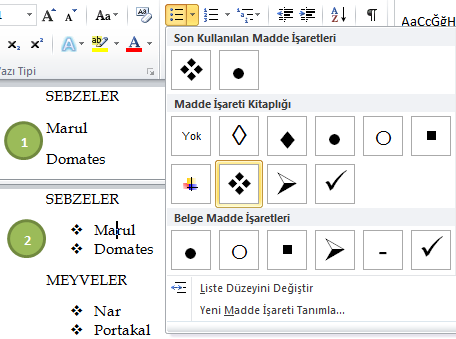 AaCcĞğH
Yazı Tipi
Son Kullanılan Madde İşaretleri
Madde İşareti Kitaplığı
Yok
Belge Madde İşaretleri
Liste Düzeyini Değiştir
Yeni Madde İşareti Tanımla...
SEBZELER
1
Marul
Domates
SEBZELER
2
Marul
Domates
MEYVELER
Nar
Portakal